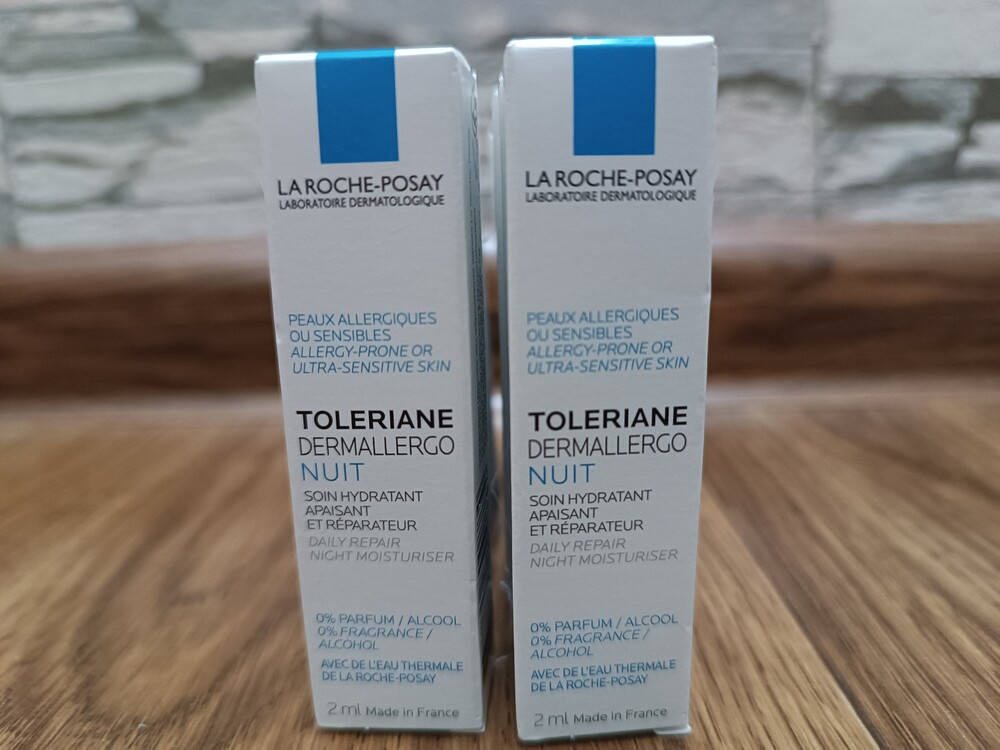 LA ROCHE-POSAY
LABORATOIRE DERMATOLOGIQUE
PEAUX ALLERGIQUES
OU SENSIBLES
ALLERGY-PRONE OR
ULTRA-SENSITIVE SKIN
TOLERIANE
DERMALLERGO
NUIT
SOIN HYDRATANT
APAISANT
ET RÉPARATEUR
DAILY REPAIR
NIGHT MOISTURISER
0% PARFUM / ALCOOL
0% FRAGRANCE /
ALCOHOL
AVEC DE L'EAU THERMALE
DE LA ROCHE-POSAY
2 ml Made in France
LA ROCHE-POSAY
LABORATOIRE DERMATOLOGIQUE
PEAUX ALLERGIQUES
OU SENSIBLES
ALLERGY-PRONE OR
ULTRA-SENSITIVE SKIN
TOLERIANE
DERMALLERGO
NUIT
SOIN HYDRATANT
APAISANT
ET RÉPARATEUR
DAILY REPAIR
NIGHT MOISTURISER
0% PARFUM / ALCOOL
0% FRAGRANCE /
ALCOHOL
AVEC DE L'EAU THERMALE
DE LA ROCHE-POSAY
2 ml Made in France